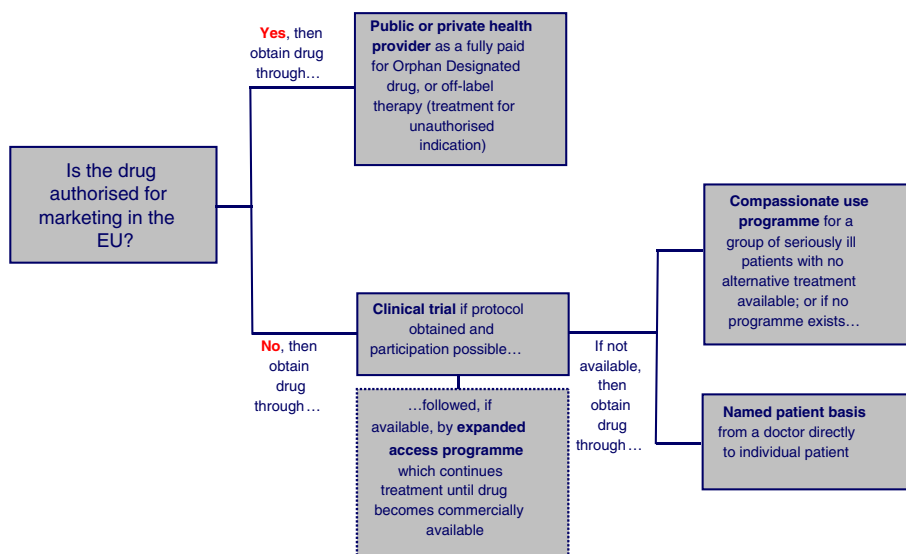 Is the drug
authorised for
marketing in the
EU?
Yes, then
obtain drug
through…
Public or private health
provider as a fully paid
for Orphan Designated
drug, or off-label
therapy (treatment for
unauthorised
indication)
No, then
obtain
drug
through…
Clinical trial if protocol
obtained and
participation possible…
…followed, if
available, by expanded
access programme
which continues
treatment until drug
becomes commercially
available
If not
available,
then
obtain
drug
through…
Compassionate use
programme for a
group of seriously ill
patients with no
alternative treatment
available; or if no
programme exists…
Named patient basis
from a doctor directly
to individual patient